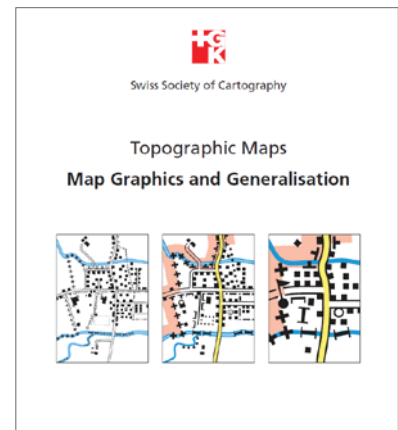 +G
K
Swiss Society of Cartography
Topographic Maps
Map Graphics and Generalisation